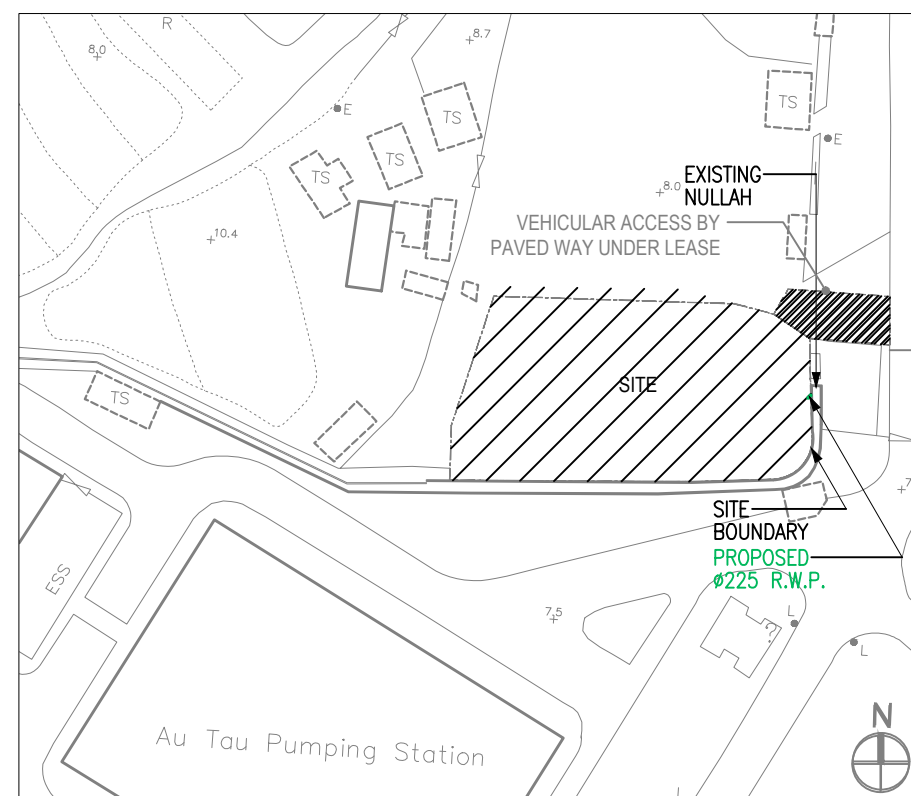 R
8.0
8.7
E
TS
TS
TS
TS
E
EXISTING
NULLAH
8.0
VEHICULAR ACCESS BY
PAVED WAY UNDER LEASE
10.4
SITE
TS
SITE
BOUNDARY
PROPOSED
ø225 R.W.P.
7.5
ESS
L
L
Au Tau Pumping Station
N